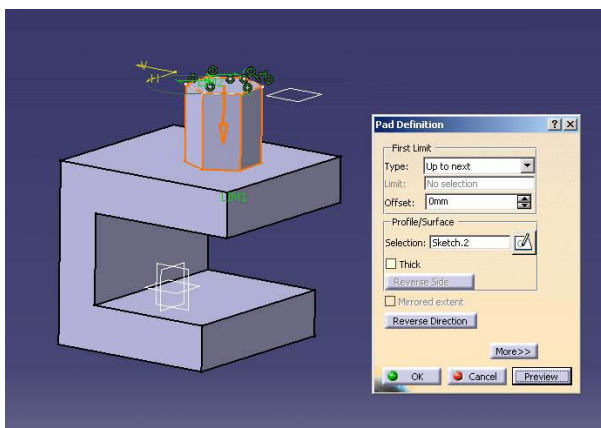 V
H
LIM1
Pad Definition
First Limit
Type: Up to next
Limit: No selection
Offset: 0mm
Profile/Surface
Selection: Sketch.2
Thick
Reverse Side
Mirrored extent
Reverse Direction
More>>
OK Cancel Preview